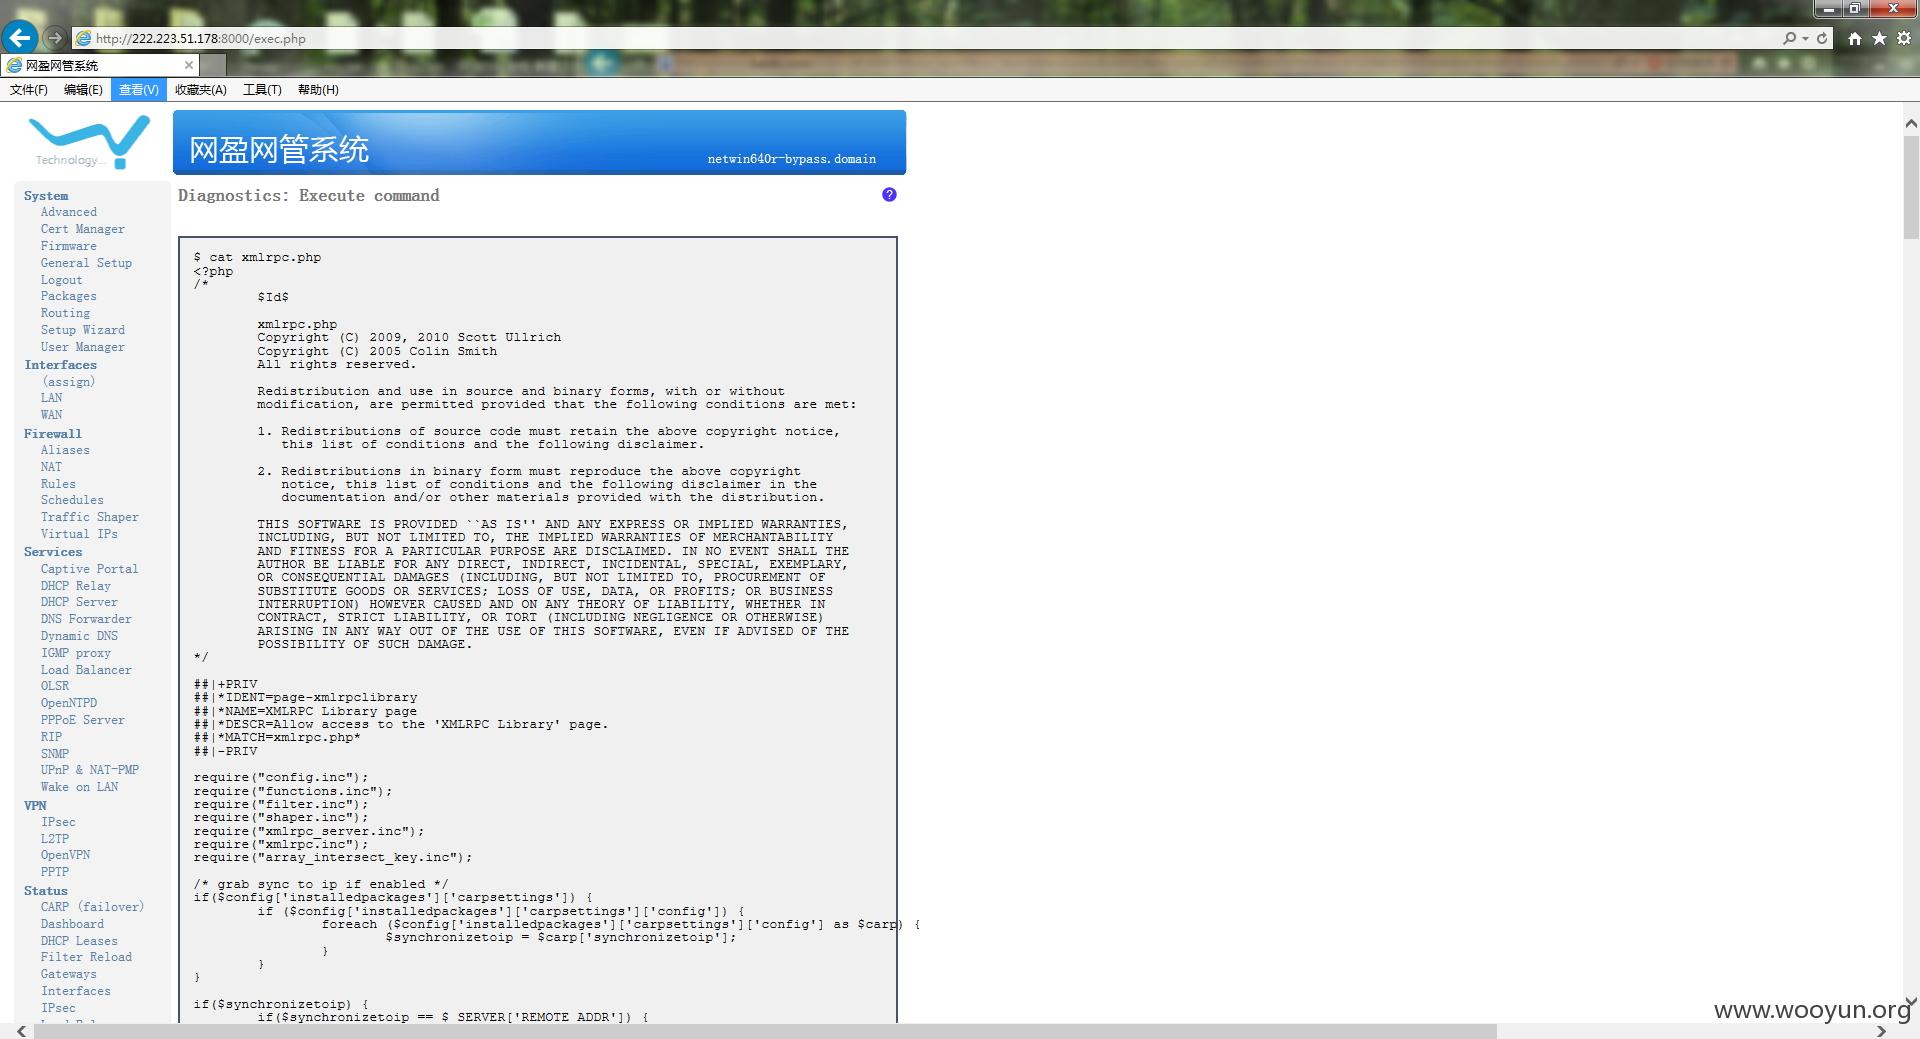 http://222.223.51.178:8000/exec.php
网盈网管系统
文件(F) 编辑(E) 查看(V) 收藏夹(A) 工具(T) 帮助(H)
Technology...
网盈网管系统
netwin640r-bypass.domain
System
Advanced
Cert Manager
Firmware
General Setup
Logout
Packages
Routing
Setup Wizard
User Manager
Interfaces
(assign)
LAN
WAN
Firewall
Aliases
NAT
Rules
Schedules
Traffic Shaper
Virtual IPs
Services
Captive Portal
DHCP Relay
DHCP Server
DNS Forwarder
Dynamic DNS
IGMP proxy
Load Balancer
OLSR
OpenNTPD
PPPoE Server
RIP
SNMP
UPnP & NAT-PMP
Wake on LAN
VPN
IPsec
L2TP
OpenVPN
PPTP
Status
CARP (failover)
Dashboard
DHCP Leases
Filter Reload
Gateways
Interfaces
IPsec
Diagnostics: Execute command
?
$ cat xmlrpc.php
<?php
/*
$Id$
xmlrpc.php
Copyright (C) 2009, 2010 Scott Ullrich
Copyright (C) 2005 Colin Smith
All rights reserved.
Redistribution and use in source and binary forms, with or without
modification, are permitted provided that the following conditions are met:
1. Redistributions of source code must retain the above copyright notice,
this list of conditions and the following disclaimer.
2. Redistributions in binary form must reproduce the above copyright
notice, this list of conditions and the following disclaimer in the
documentation and/or other materials provided with the distribution.
THIS SOFTWARE IS PROVIDED ``AS IS'' AND ANY EXPRESS OR IMPLIED WARRANTIES,
INCLUDING, BUT NOT LIMITED TO, THE IMPLIED WARRANTIES OF MERCHANTABILITY
AND FITNESS FOR A PARTICULAR PURPOSE ARE DISCLAIMED. IN NO EVENT SHALL THE
AUTHOR BE LIABLE FOR ANY DIRECT, INDIRECT, INCIDENTAL, SPECIAL, EXEMPLARY,
OR CONSEQUENTIAL DAMAGES (INCLUDING, BUT NOT LIMITED TO, PROCUREMENT OF
SUBSTITUTE GOODS OR SERVICES; LOSS OF USE, DATA, OR PROFITS; OR BUSINESS
INTERRUPTION) HOWEVER CAUSED AND ON ANY THEORY OF LIABILITY, WHETHER IN
CONTRACT, STRICT LIABILITY, OR TORT (INCLUDING NEGLIGENCE OR OTHERWISE)
ARISING IN ANY WAY OUT OF THE USE OF THIS SOFTWARE, EVEN IF ADVISED OF THE
POSSIBILITY OF SUCH DAMAGE.
*/
##|+PRIV
##|*IDENT=page-xmlrpclibrary
##|*NAME=XMLRPC Library page
##|*DESCR=Allow access to the 'XMLRPC Library' page.
##|*MATCH=xmlrpc.php*
##|-PRIV
require("config.inc");
require("functions.inc");
require("filter.inc");
require("shaper.inc");
require("xmlrpc_server.inc");
require("xmlrpc.inc");
require("array_intersect_key.inc");
/* grab sync to ip if enabled */
if($config['installedpackages']['carpsettings']) {
if ($config['installedpackages']['carpsettings']['config']) {
foreach ($config['installedpackages']['carpsettings']['config'] as $carp) {
$synchronizetoip = $carp['synchronizetoip'];
}
}
}
if($synchronizetoip) {
if($synchronizetoip == $_SERVER['REMOTE_ADDR']) {
www.wooyun.org